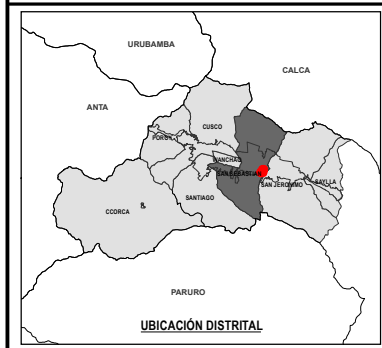 URUBAMBA
CALCA
ANTA
CUSCO
POROY
WANCHAQ
SAN SEBASTIAN
SAN JERONIMO
SAYLLA
SANTIAGO
CCORCA
&
PARURO
UBICACIÓN DISTRITAL